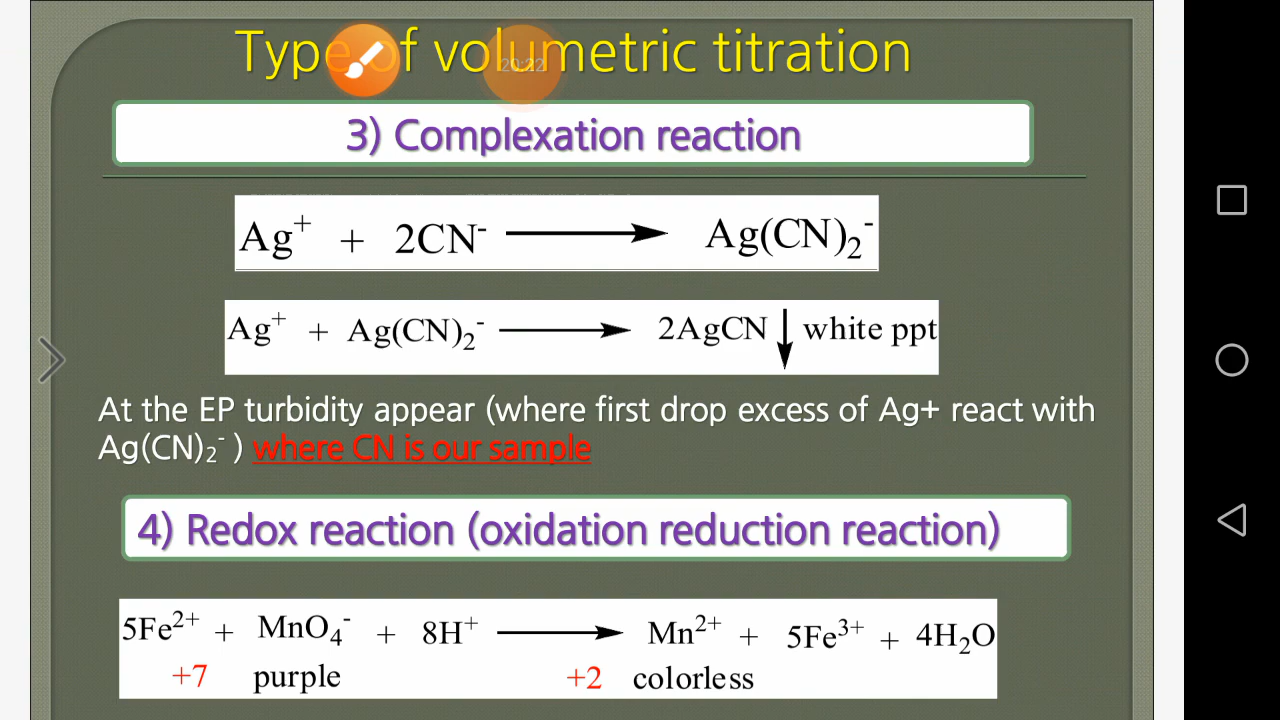 Type of volumetric titration
20:22
3) Complexation reaction
Ag⁺ + 2CN⁻ ⟶ Ag(CN)₂⁻
Ag⁺ + Ag(CN)₂⁻ ⟶ 2AgCN ↓ white ppt
At the EP turbidity appear (where first drop excess of Ag+ react with
Ag(CN)₂⁻ ) where CN is our sample
4) Redox reaction (oxidation reduction reaction)
5Fe²⁺ + MnO₄⁻ + 8H⁺ ⟶ Mn²⁺ + 5Fe³⁺ + 4H₂O
+7 purple +2 colorless